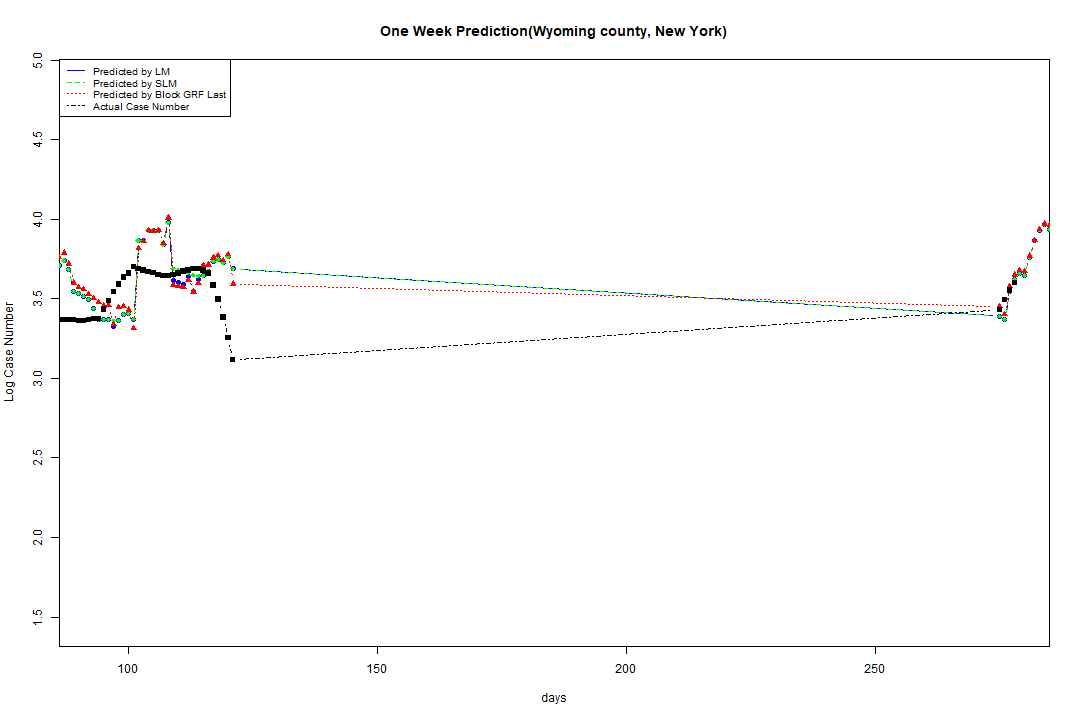 One Week Prediction(Wyoming county, New York)
Predicted by LM
Predicted by SLM
Predicted by Block GRF Last
Actual Case Number
5.0
4.5
4.0
3.5
3.0
2.5
2.0
1.5
Log Case Number
100 150 200 250
days